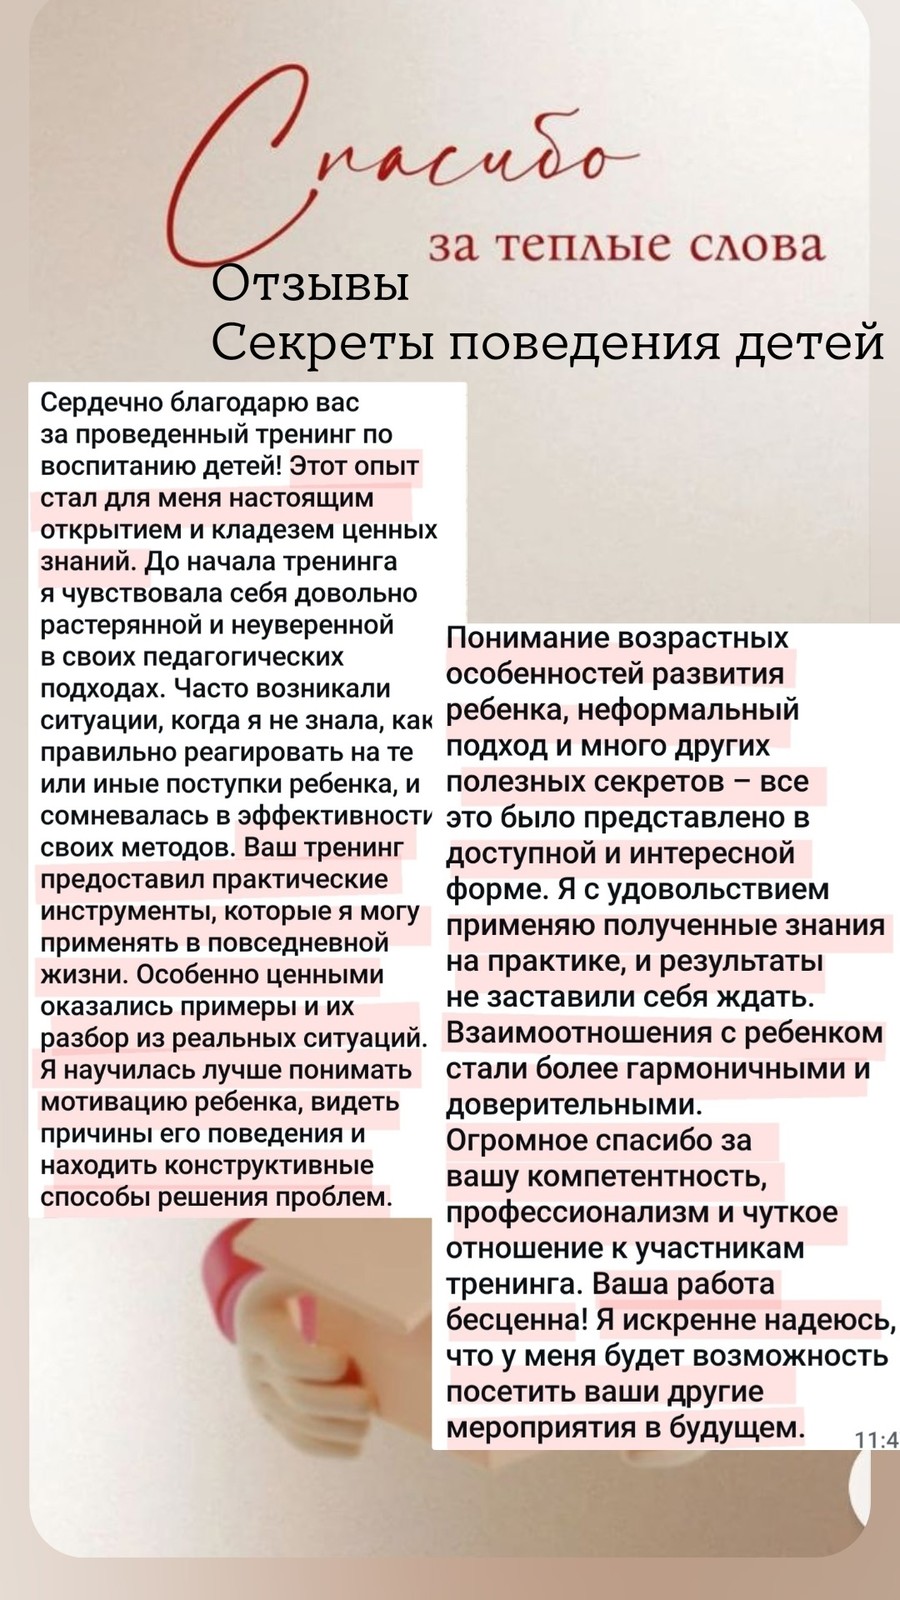 Спасибо
за теплые слова
Отзывы
Секреты поведения детей
Сердечно благодарю вас
за проведенный тренинг по
воспитанию детей! Этот опыт
стал для меня настоящим
открытием и кладезем ценных
знаний. До начала тренинга
я чувствовала себя довольно
растерянной и неуверенной
в своих педагогических
подходах. Часто возникали
ситуации, когда я не знала, как
правильно реагировать на те
или иные поступки ребенка, и
сомневалась в эффективности
своих методов. Ваш тренинг
предоставил практические
инструменты, которые я могу
применять в повседневной
жизни. Особенно ценными
оказались примеры и их
разбор из реальных ситуаций.
Я научилась лучше понимать
мотивацию ребенка, видеть
причины его поведения и
находить конструктивные
способы решения проблем.
Понимание возрастных
особенностей развития
ребенка, неформальный
подход и много других
полезных секретов – все
это было представлено в
доступной и интересной
форме. Я с удовольствием
применяю полученные знания
на практике, и результаты
не заставили себя ждать.
Взаимоотношения с ребенком
стали более гармоничными и
доверительными.
Огромное спасибо за
вашу компетентность,
профессионализм и чуткое
отношение к участникам
тренинга. Ваша работа
бесценна! Я искренне надеюсь,
что у меня будет возможность
посетить ваши другие
мероприятия в будущем.
11:4